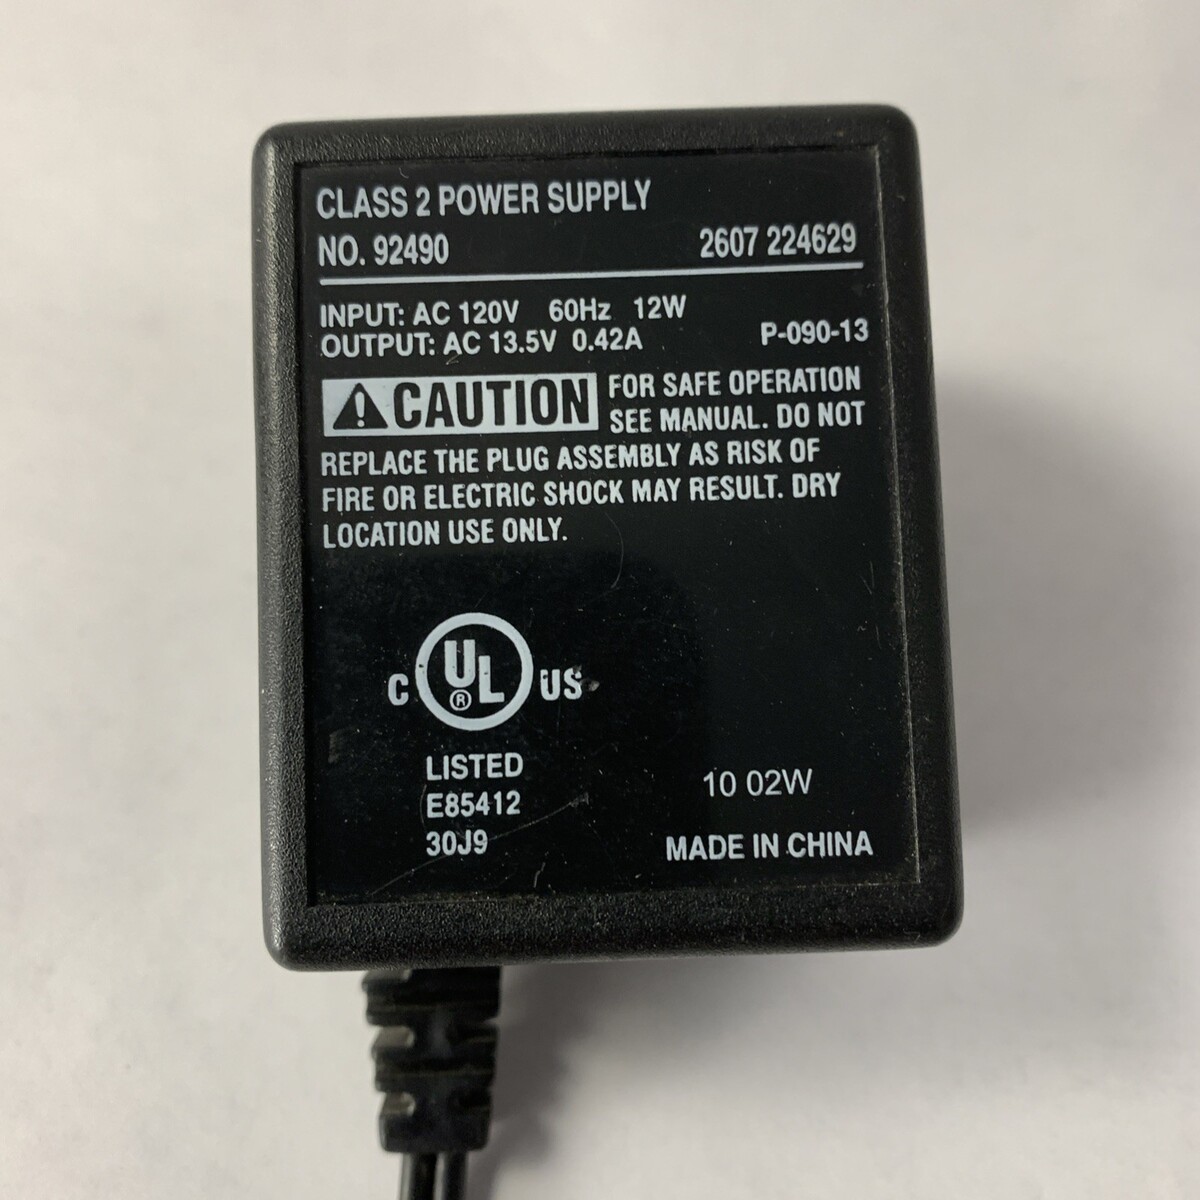 CLASS 2 POWER SUPPLY
NO. 92490 2607 224629
INPUT: AC 120V 60Hz 12W
OUTPUT: AC 13.5V 0.42A P-090-13
CAUTION FOR SAFE OPERATION
SEE MANUAL. DO NOT
REPLACE THE PLUG ASSEMBLY AS RISK OF
FIRE OR ELECTRIC SHOCK MAY RESULT. DRY
LOCATION USE ONLY.
C UL ® US
LISTED
E85412
30J9
10 02W
MADE IN CHINA